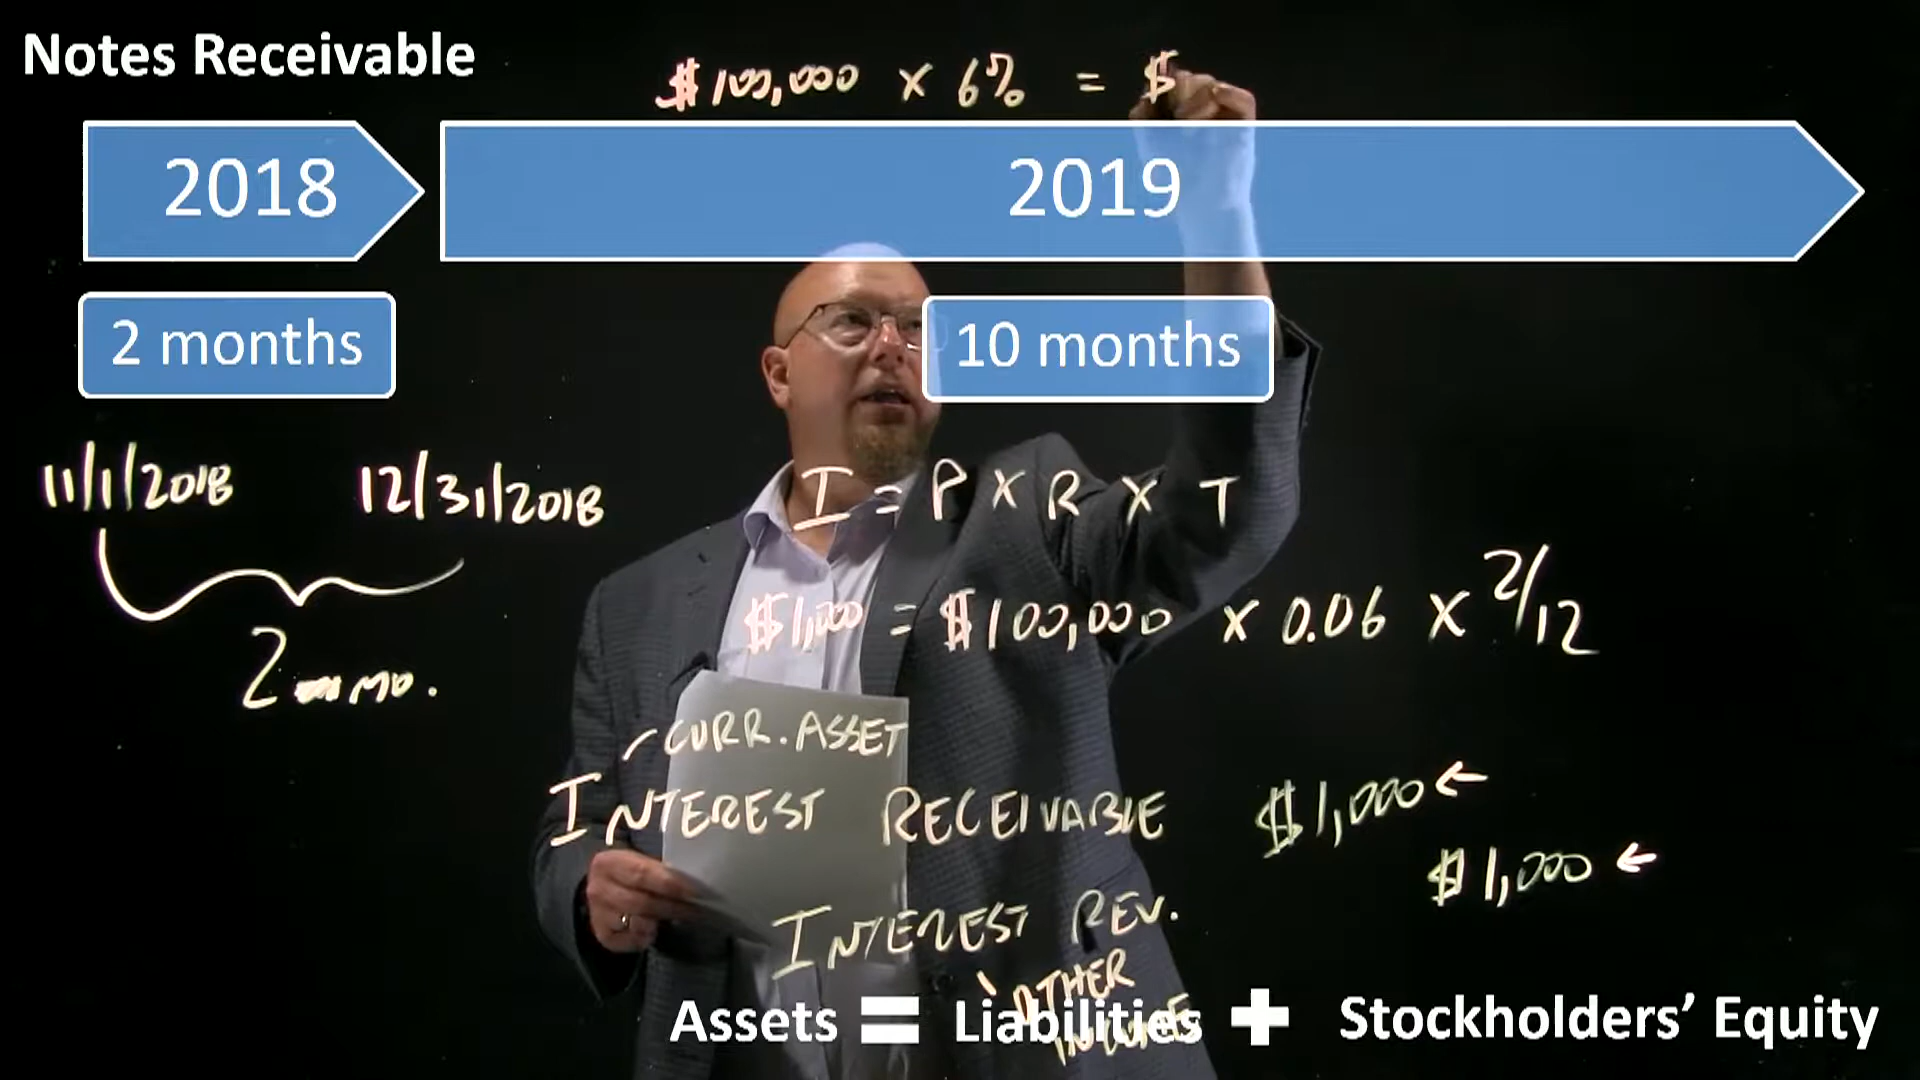 Notes Receivable
$100,000 x 6% = $
2018
2019
2 months
10 months
11/1/2018
12/31/2018
2 mo.
I = P x R x T
$1,000 = $100,000 x 0.06 x 2/12
- CURR. ASSET
INTEREST RECEIVABLE $1,000 ←
$1,000 ←
INTEREST REV.
OTHER
INCOME
Assets = Liabilities + Stockholders' Equity